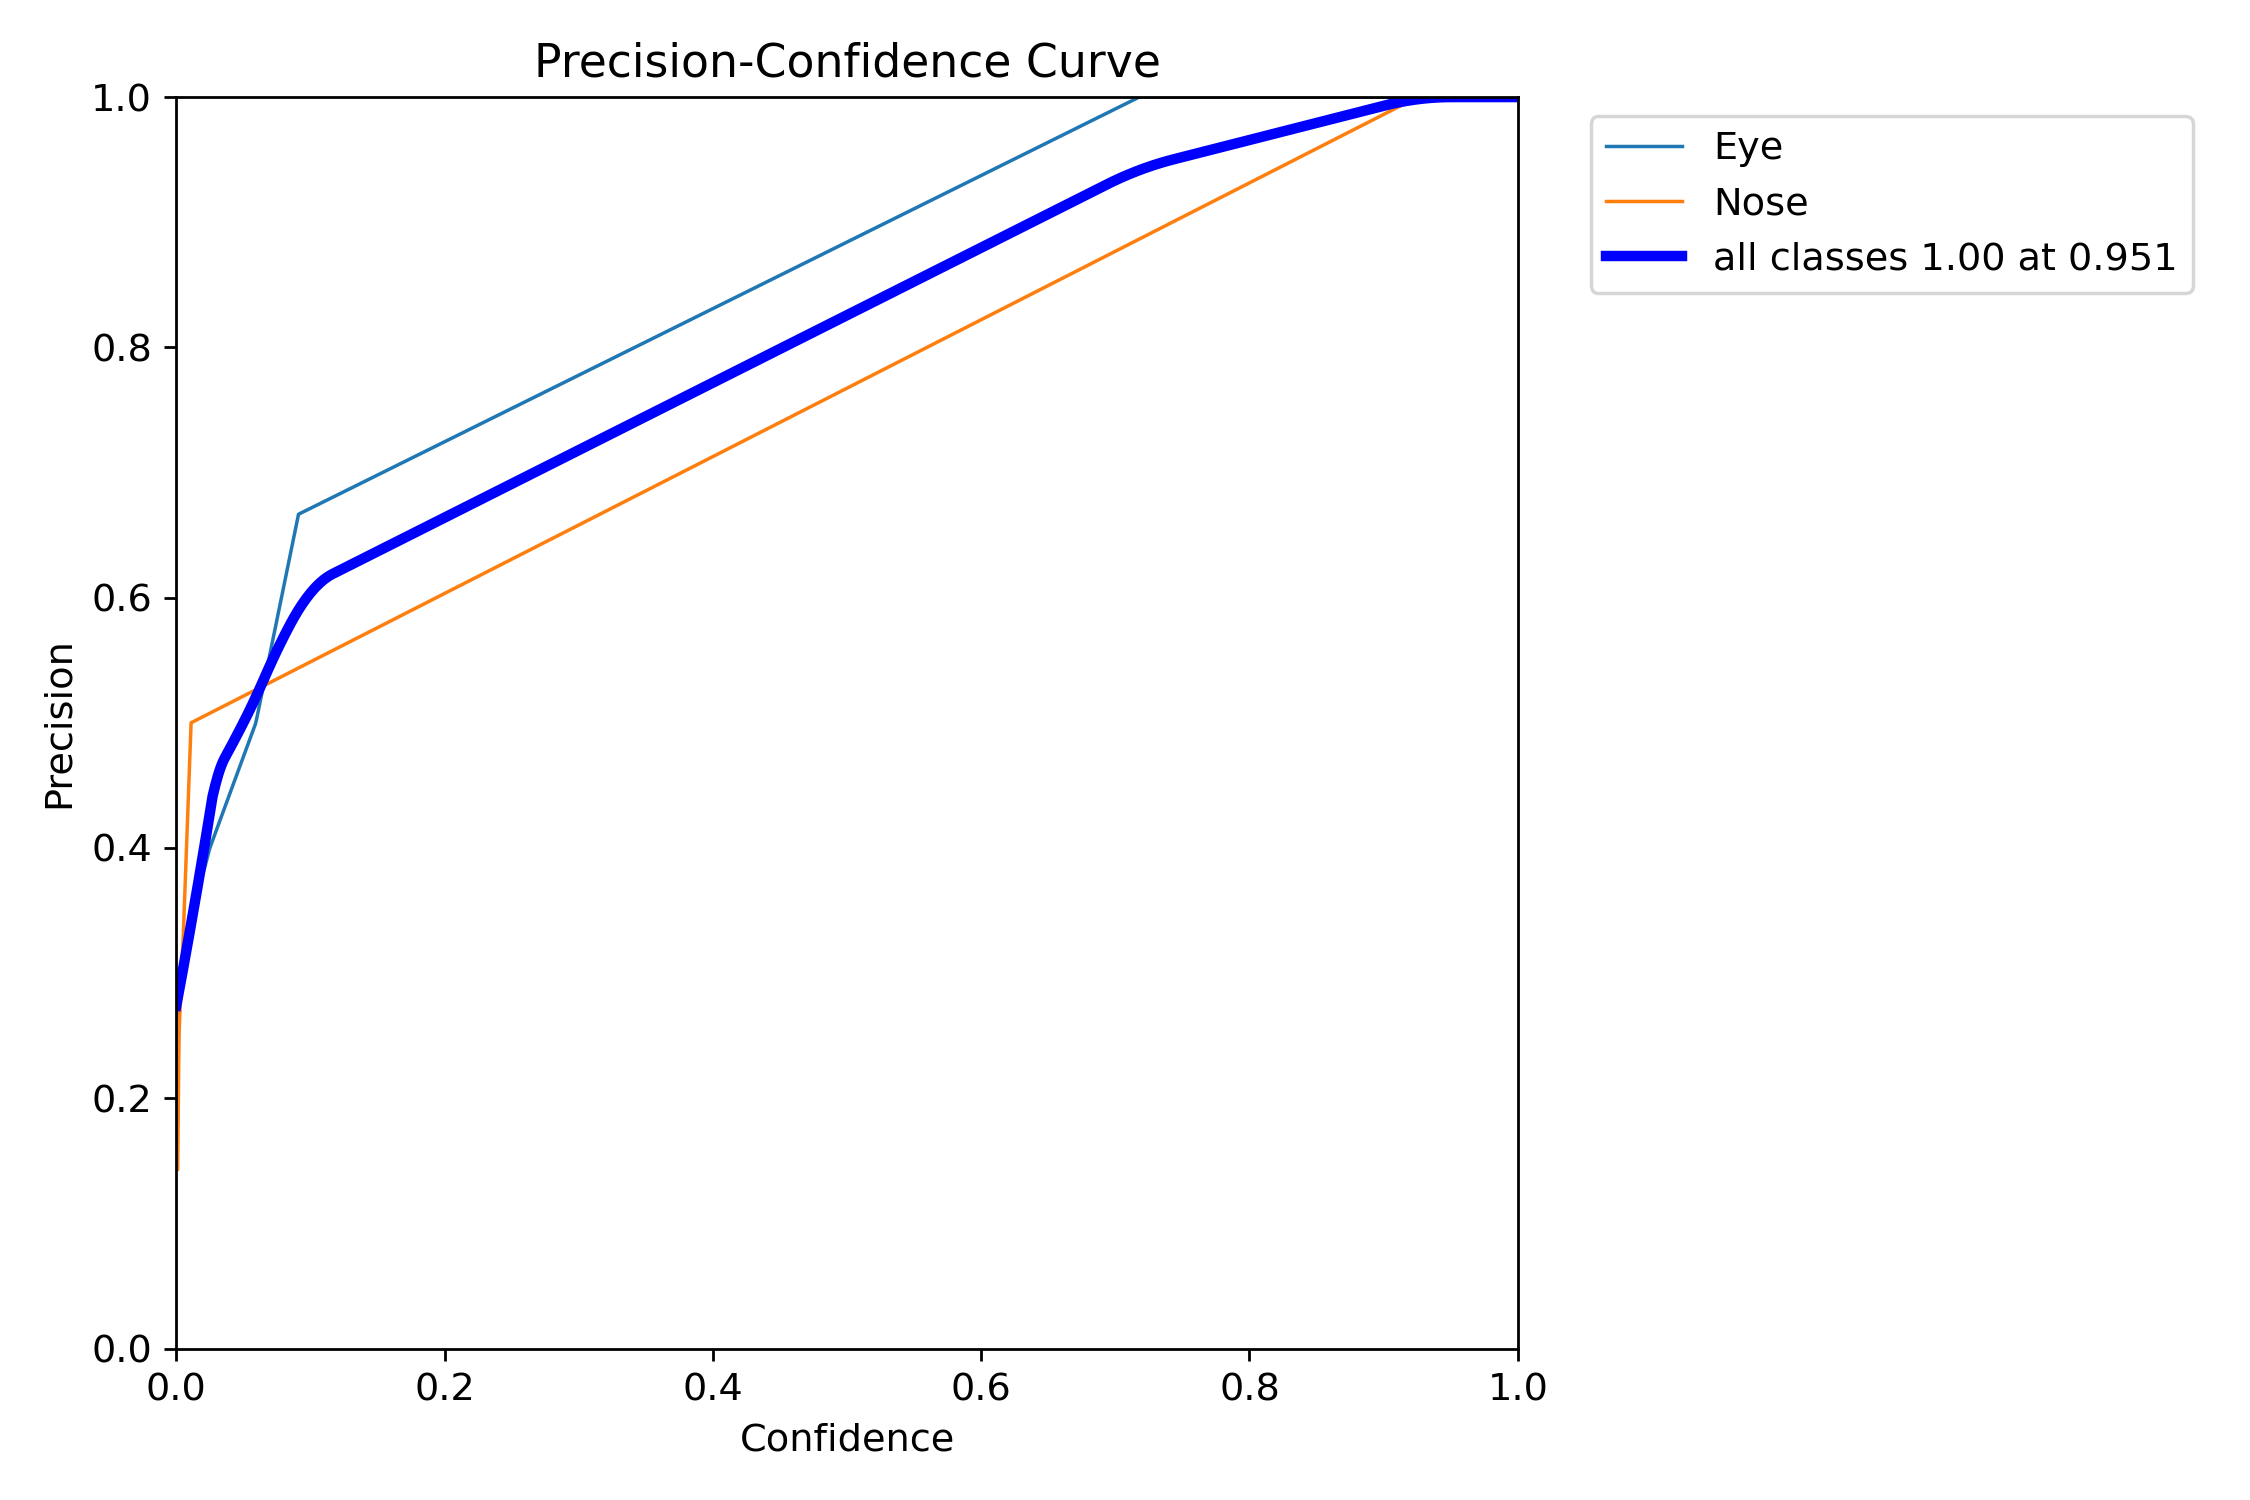 Precision-Confidence Curve
1.0
0.8
0.6
0.4
0.2
0.0
Precision
0.0 0.2 0.4 0.6 0.8 1.0
Confidence
Eye
Nose
all classes 1.00 at 0.951